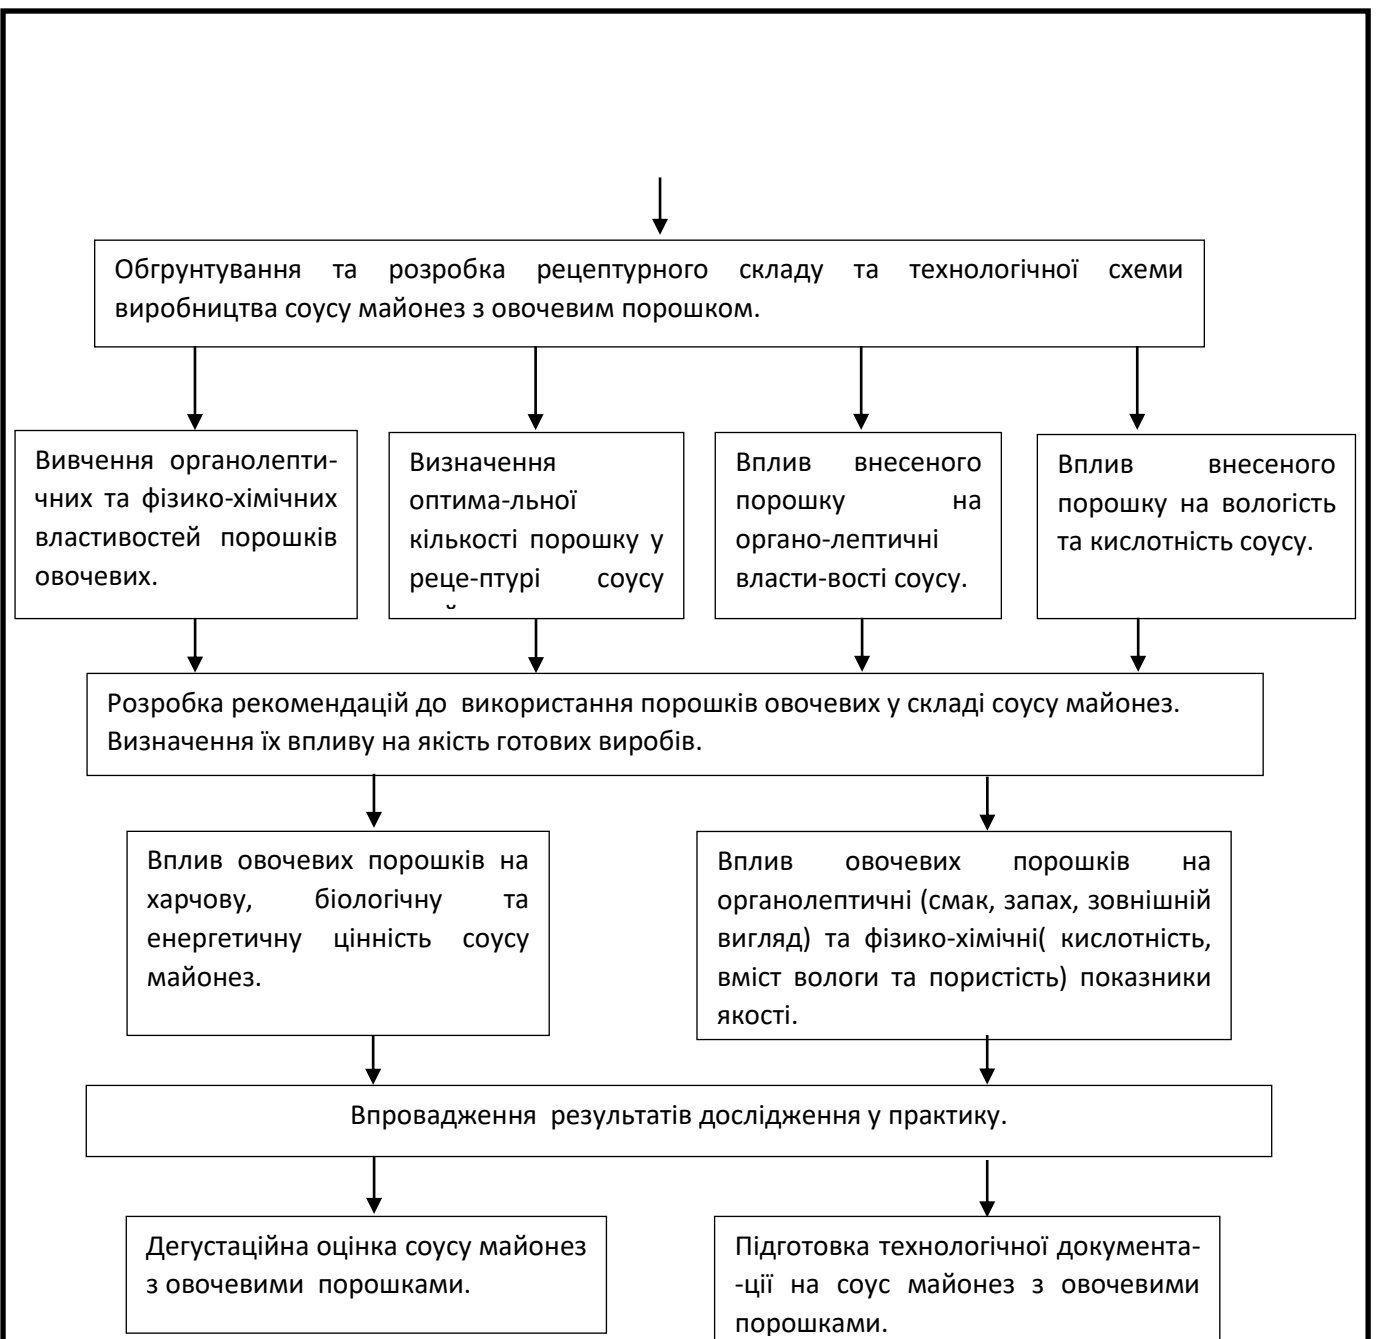 Обгрунтування та розробка рецептурного складу та технологічної схеми
виробництва соусу майонез з овочевим порошком.
Вивчення органолепти-
чних та фізико-хімічних
властивостей порошків
овочевих.
Визначення
оптима-льної
кількості порошку у
реце-птурі соусу
Вплив внесеного
порошку на
органо-лептичні
власти-вості соусу.
Вплив внесеного
порошку на вологість
та кислотність соусу.
Розробка рекомендацій до використання порошків овочевих у складі соусу майонез.
Визначення їх впливу на якість готових виробів.
Вплив овочевих порошків на
харчову, біологічну та
енергетичну цінність соусу
майонез.
Вплив овочевих порошків на
органолептичні (смак, запах, зовнішній
вигляд) та фізико-хімічні( кислотність,
вміст вологи та пористість) показники
якості.
Впровадження результатів дослідження у практику.
Дегустаційна оцінка соусу майонез
з овочевими порошками.
Підготовка технологічної документа-
-ції на соус майонез з овочевими
порошками.